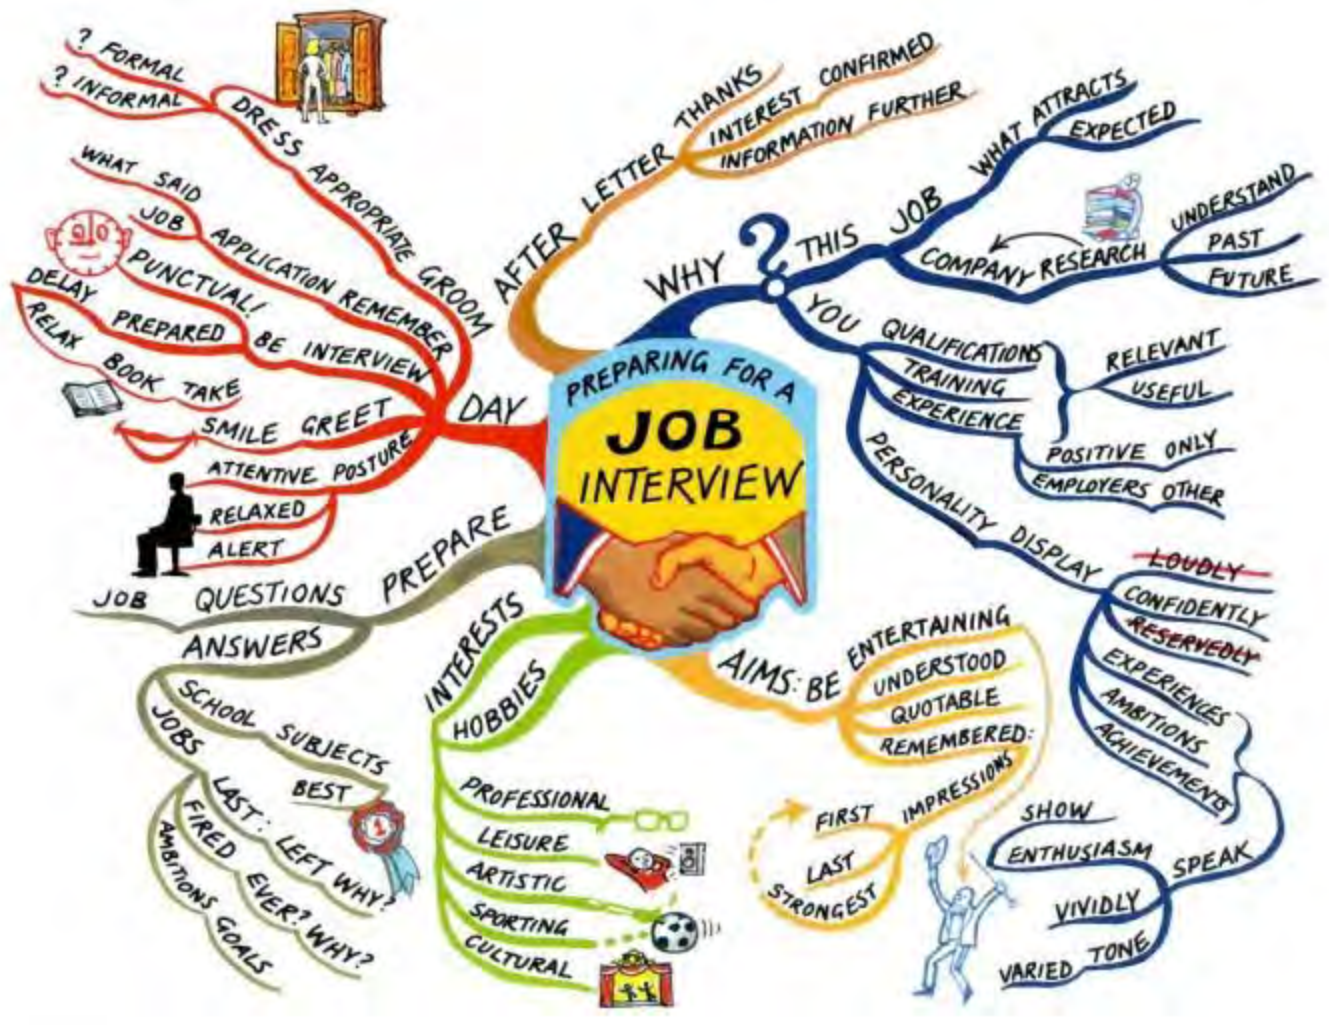 PREPARING FOR A
JOB
INTERVIEW
AFTER LETTER
THANKS
INTEREST CONFIRMED
INFORMATION FURTHER
WHY
?
THIS
JOB
WHAT ATTRACTS
EXPECTED
COMPANY RESEARCH
UNDERSTAND
PAST
FUTURE
YOU
QUALIFICATIONS
TRAINING
EXPERIENCE
RELEVANT
USEFUL
POSITIVE ONLY
EMPLOYERS OTHER
PERSONALITY DISPLAY
LOUDLY
CONFIDENTLY
RESERVEDLY
EXPERIENCES
AMBITIONS
ACHIEVEMENTS
SPEAK
SHOW
ENTHUSIASM
VIVIDLY
VARIED TONE
AIMS: BE
ENTERTAINING
UNDERSTOOD
QUOTABLE
REMEMBERED:
IMPRESSIONS
FIRST
LAST
STRONGEST
INTERESTS
HOBBIES
PROFESSIONAL
LEISURE
ARTISTIC
SPORTING
CULTURAL
PREPARE
JOB QUESTIONS
ANSWERS
SCHOOL SUBJECTS
BEST
1
JOBS
LAST: LEFT WHY?
FIRED EVER? WHY?
AMBITIONS GOALS
DAY
DRESS APPROPRIATE GROOM
? FORMAL
? INFORMAL
WHAT SAID
JOB
APPLICATION REMEMBER
PUNCTUAL!
BE INTERVIEW
PREPARED
DELAY
RELAX BOOK TAKE
SMILE GREET
ATTENTIVE POSTURE
RELAXED
ALERT